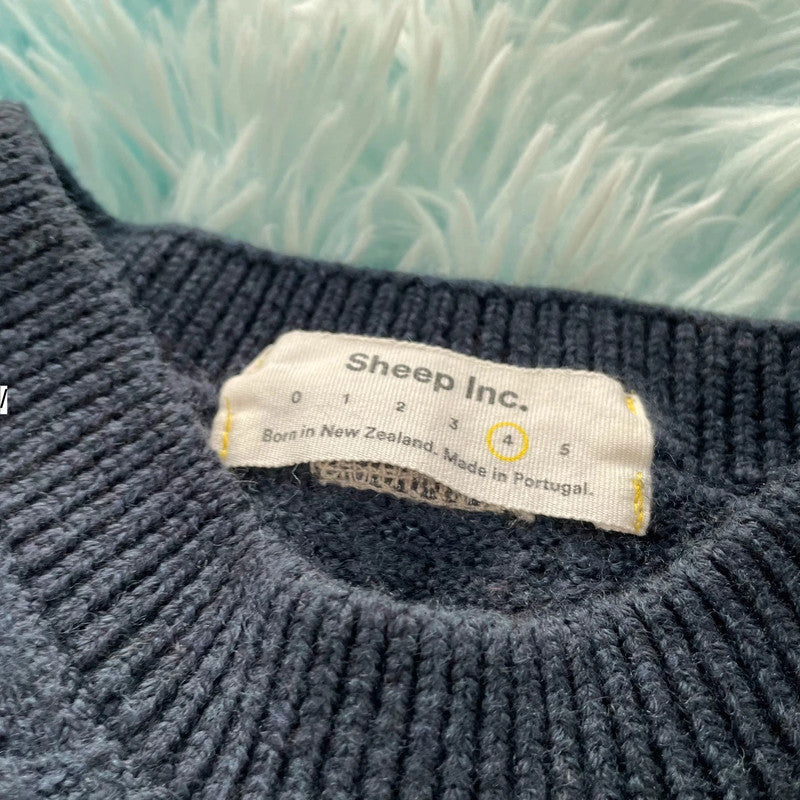 Sheep Inc.
0 1 2 3 4 5
Born in New Zealand. Made in Portugal.